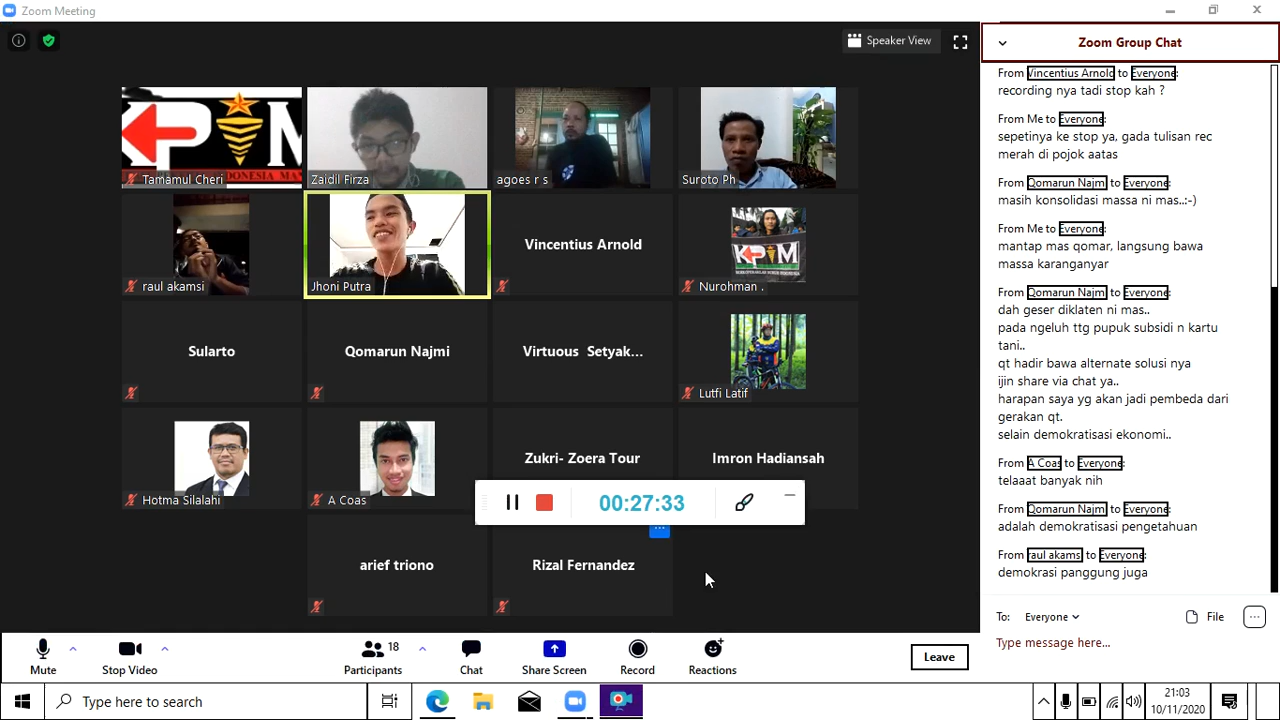 Zoom Meeting
Speaker View
KPIM
INDONESIA
Tamamul Cheri
Zaidil Firza
agoes r s
Suroto Ph
raul akamsi
Jhoni Putra
Vincentius Arnold
Nurohman .
Sularto
Qomarun Najmi
Virtuous Setyak...
Lutfi Latif
Hotma Silalahi
A Coas
Zukri- Zoera Tour
Imron Hadiansah
00:27:33
arief triono
Rizal Fernandez
Mute
Stop Video
Participants
18
Chat
Share Screen
Record
Reactions
Leave
Zoom Group Chat
From Vincentius Arnold to Everyone:
recording nya tadi stop kah ?
From Me to Everyone:
sepetinya ke stop ya, gada tulisan rec
merah di pojok aatas
From Qomarun Najmi to Everyone:
masih konsolidasi massa ni mas..:-)
From Me to Everyone:
mantap mas qomar, langsung bawa
massa karanganyar
From Qomarun Najmi to Everyone:
dah geser diklaten ni mas..
pada ngeluh ttg pupuk subsidi n kartu
tani..
qt hadir bawa alternate solusi nya
ijin share via chat ya..
harapan saya yg akan jadi pembeda dari
gerakan qt.
selain demokratisasi ekonomi..
From A Coas to Everyone:
telaaat banyak nih
From Qomarun Najmi to Everyone:
adalah demokratisasi pengetahuan
From raul akamsi to Everyone:
demokrasi panggung juga
To: Everyone
File
Type message here...
Type here to search
21:03
10/11/2020